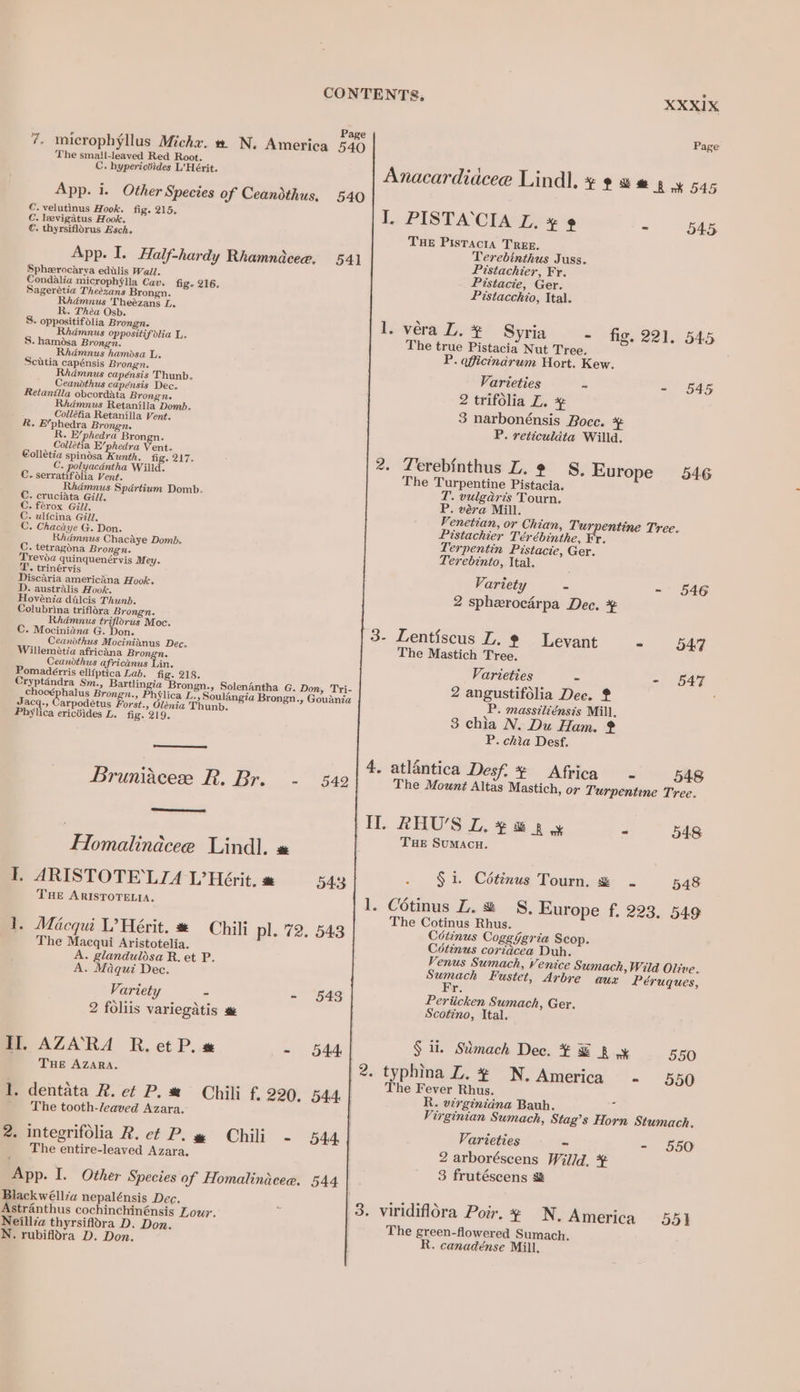 CONTENTS.
XXXIX
Page
7. microphýllus Michx. N. America 540
The small-leaved Red Root.
C. hypericöides L'Hérit.
App. i. Other Species of Ceanòthus. 540
C. velutinus Hook. fig. 215.
C. lævigàtus Hook.
C. thyrsiflòrus Esch.
App. I. Half-hardy Rhamnàceæ. 541
Sphærocàrya edùlis Wall.
Condàlia microphýlla Cav. fig. 216.
Sagerètia Theèzans Brongn.
Rhámnus Theèzans L.
R. Thèa Osb.
S. oppositifòlia Brongn.
Rhámnus oppositifòlia L.
S. hamòsa Brongn.
Rhámnus hamòsa L.
Scùtia capénsis Brongn.
Rhámnus capénsis Thunb.
Ceanòthus capénsis Dec.
Retanílla obcordàta Brongn.
Rhámnus Retanilla Domb.
Collètia Retanilla Vent.
R. E'phedra Brongn.
R. E'phedra Brongn.
Collètia E'phedra Vent.
Collètia spinòsa Kunth. fig. 217.
C. polyacántha Willd.
C. serratifòlia Vent.
Rhámnus Spártium Domb.
C. cruciàta Gill.
C. fèrox Gill.
C. ulícina Gill.
C. Chacàye G. Don.
Rhámnus Chacàye Domb.
C. tetragòna Brongn.
Trevòa quinquenérvis Mey.
T. trinérvis
Discària americàna Hook.
D. austràlis Hook.
Hovènia dúlcis Thunb.
Colubrìna triflòra Brongn.
Rhámnus triflòrus Moc.
C. Mociniàna G. Don.
Ceanòthus Mociniànus Dec.
Willemètia africàna Brongn.
Ceanòthus africànus Lin.
Pomadérris ellíptica Lab. fig. 218.
Cryptándra Sm., Bartlingia Brongn., Solenántha G. Don, Tri-
chocéphalus Brongn., Phýlica L., Soulángia Brongn., Gouània
Jacq., Carpodètus Forst., Olènia Thunb.
Phýlica ericöides L. fig. 219.
Bruniàceæ R. Br. - 542
Homalinàceæ Lindl.
I. ARISTOTE'LIA L'Hérit. 543
THE ARISTOTELIA.
1. Mácqui L'Hérit. Chili pl. 72. 543
The Macqui Aristotelia.
A. glandulòsa R. et P.
A. Máqui Dec.
Variety - - 543
2 fòliis variegàtis
II. AZA'RA R. et P. - 544
THE AZARA.
1. dentàta R. et P. Chili f. 220. 544
The tooth-leaved Azara.
2. integrifòlia R. et P. Chili - 544
The entire-leaved Azara.
App. I. Other Species of Homalinàceæ. 544
Blackwéllia nepalénsis Dec.
Astránthus cochinchinénsis Lour.
Neíllia thyrsiflòra D. Don.
N. rubiflòra D. Don.
Page
Anacardiàceæ Lindl. 545
I. PISTA'CIA L. - 545
THE PISTACIA TREE.
Terebínthus Juss.
Pistachier, Fr.
Pistacie, Ger.
Pistacchio, Ital.
1. vèra L. Syria - fig. 221. 545
The true Pistacia Nut Tree.
P. officinárum Hort. Kew.
Varieties - - 545
2 trifòlia L.
3 narbonénsis Bocc.
P. reticulàta Willd.
2. Terebínthus L. S. Europe 546
The Turpentine Pistacia.
T. vulgàris Tourn.
P. vèra Mill.
Venetian, or Chian, Turpentine Tree.
Pistachier Térébinthe, Fr.
Terpentin Pistacie, Ger.
Terebinto, Ital.
Variety - - 546
2 sphærocárpa Dec.
3. Lentíscus L. Levant - 547
The Mastich Tree.
Varieties - - 547
2 angustifòlia Dec.
P. massiliénsis Mill.
3 chìa N. Du Ham.
P. chìa Desf.
4. atlántica Desf. Africa - 548
The Mount Altas Mastich, or Turpentine Tree.
II. RHU'S L. - 548
THE SUMACH.
§ i. Cótinus Tourn. - 548
1. Cótinus L. S. Europe f. 223. 549
The Cotinus Rhus.
Cótinus Coggýgria Scop.
Cótinus coriàcea Duh.
Venus Sumach, Venice Sumach, Wild Olive.
Sumach Fustet, Arbre aux Péruques,
Fr.
Perücken Sumach, Ger.
Scotino, Ital.
§ ii. Sùmach Dec. 550
2. typhìna L. N. America - 550
The Fever Rhus.
R. virginiàna Bauh.
Virginian Sumach, Stag's Horn Stumach.
Varieties - - 550
2 arboréscens Willd.
3 frutéscens
3. viridiflòra Poir. N. America 551
The green-flowered Sumach.
R. canadénse Mill.